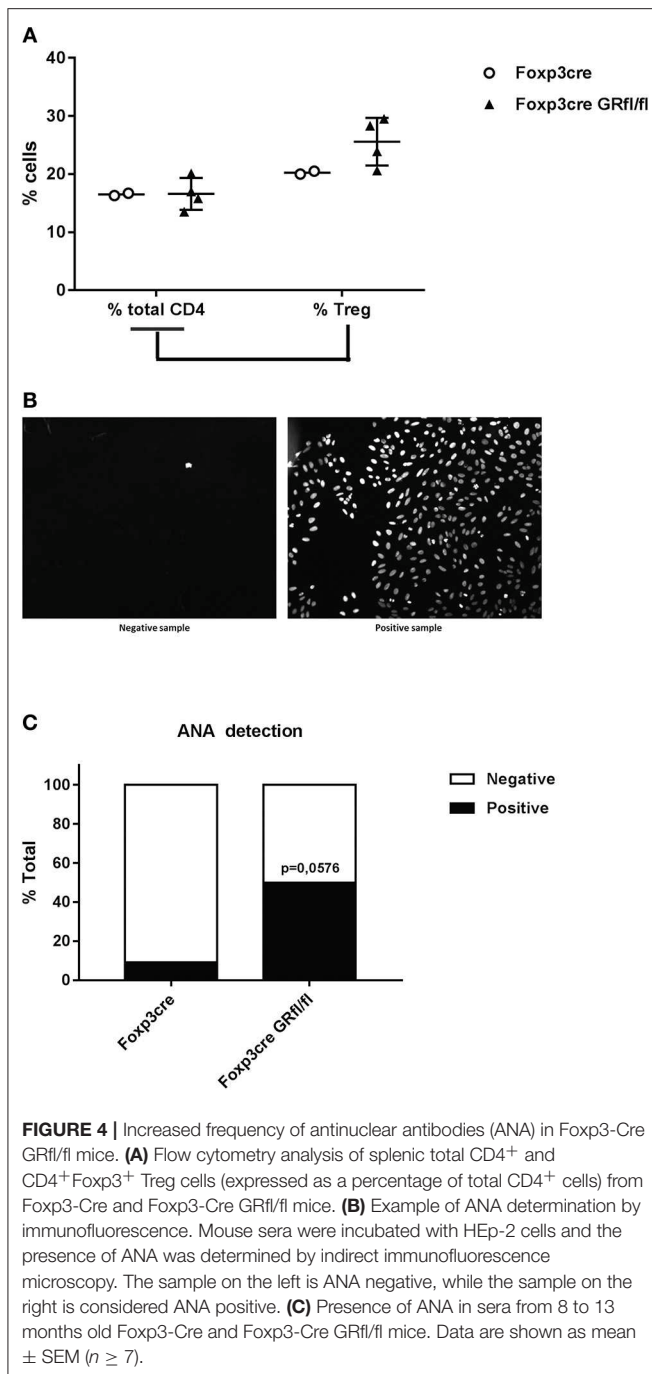 A
40
30
20
10
0
% cells
% total CD4
% Treg
Foxp3cre
Foxp3cre GRfl/fl
B
Negative sample
Positive sample
C
ANA detection
100
80
60
40
20
0
% Total
p=0,0576
Foxp3cre
Foxp3cre GRfl/fl
Negative
Positive
FIGURE 4 | Increased frequency of antinuclear antibodies (ANA) in Foxp3-Cre
GRfl/fl mice. (A) Flow cytometry analysis of splenic total CD4⁺ and
CD4⁺Foxp3⁺ Treg cells (expressed as a percentage of total CD4⁺ cells) from
Foxp3-Cre and Foxp3-Cre GRfl/fl mice. (B) Example of ANA determination by
immunofluorescence. Mouse sera were incubated with HEp-2 cells and the
presence of ANA was determined by indirect immunofluorescence
microscopy. The sample on the left is ANA negative, while the sample on the
right is considered ANA positive. (C) Presence of ANA in sera from 8 to 13
months old Foxp3-Cre and Foxp3-Cre GRfl/fl mice. Data are shown as mean
± SEM (n ≥ 7).